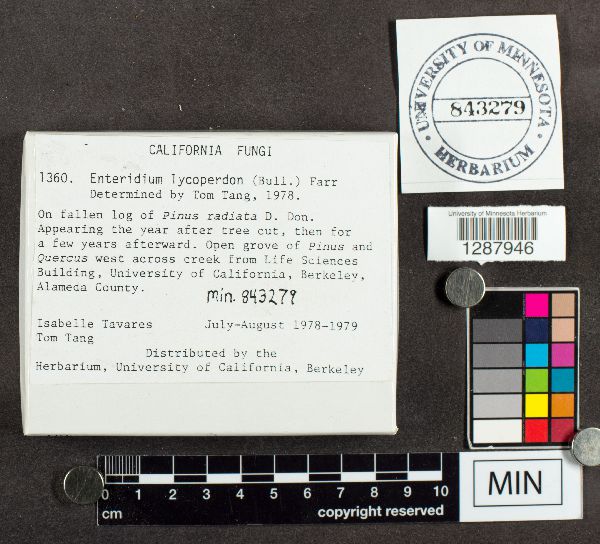 CALIFORNIA FUNGI
1360. Enteridium lycoperdon (Bull.) Farr
Determined by Tom Tang, 1978.
On fallen log of Pinus radiata D. Don.
Appearing the year after tree cut, then for
a few years afterward. Open grove of Pinus and
Quercus west across creek from Life Sciences
Building, University of California, Berkeley,
Alameda County.
Min. 843279
Isabelle Tavares July-August 1978-1979
Tom Tang
Distributed by the
Herbarium, University of California, Berkeley
UNIVERSITY OF MINNESOTA
843279
• HERBARIUM •
University of Minnesota Herbarium
1287946
0 1 2 3 4 5 6 7 8 9 10
cm copyright reserved
MIN